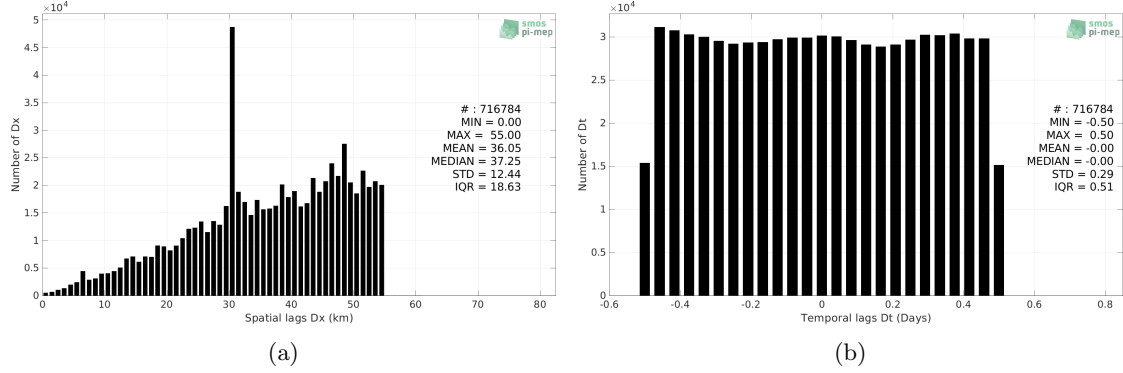 ×10⁴
5
4.5
4
3.5
3
2.5
2
1.5
1
0.5
0
Number of Dx
0 10 20 30 40 50 60 70 80
Spatial lags Dx (km)
smos
pi-mep
# : 716784
MIN = 0.00
MAX = 55.00
MEAN = 36.05
MEDIAN = 37.25
STD = 12.44
IQR = 18.63
(a)
×10⁴
3
2.5
2
1.5
1
0.5
0
Number of Dt
-0.6 -0.4 -0.2 0 0.2 0.4 0.6 0.8
Temporal lags Dt (Days)
smos
pi-mep
# : 716784
MIN = -0.50
MAX = 0.50
MEAN = -0.00
MEDIAN = -0.00
STD = 0.29
IQR = 0.51
(b)